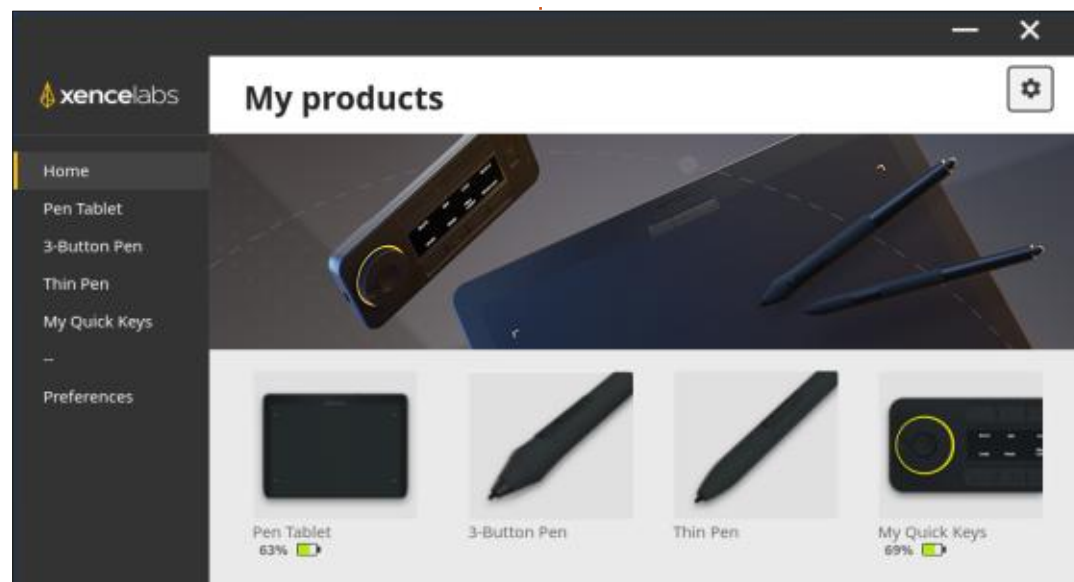 xencelabs
My products
Home
Pen Tablet
3-Button Pen
Thin Pen
My Quick Keys
--
Preferences
Pen Tablet
63%
3-Button Pen
Thin Pen
My Quick Keys
69%